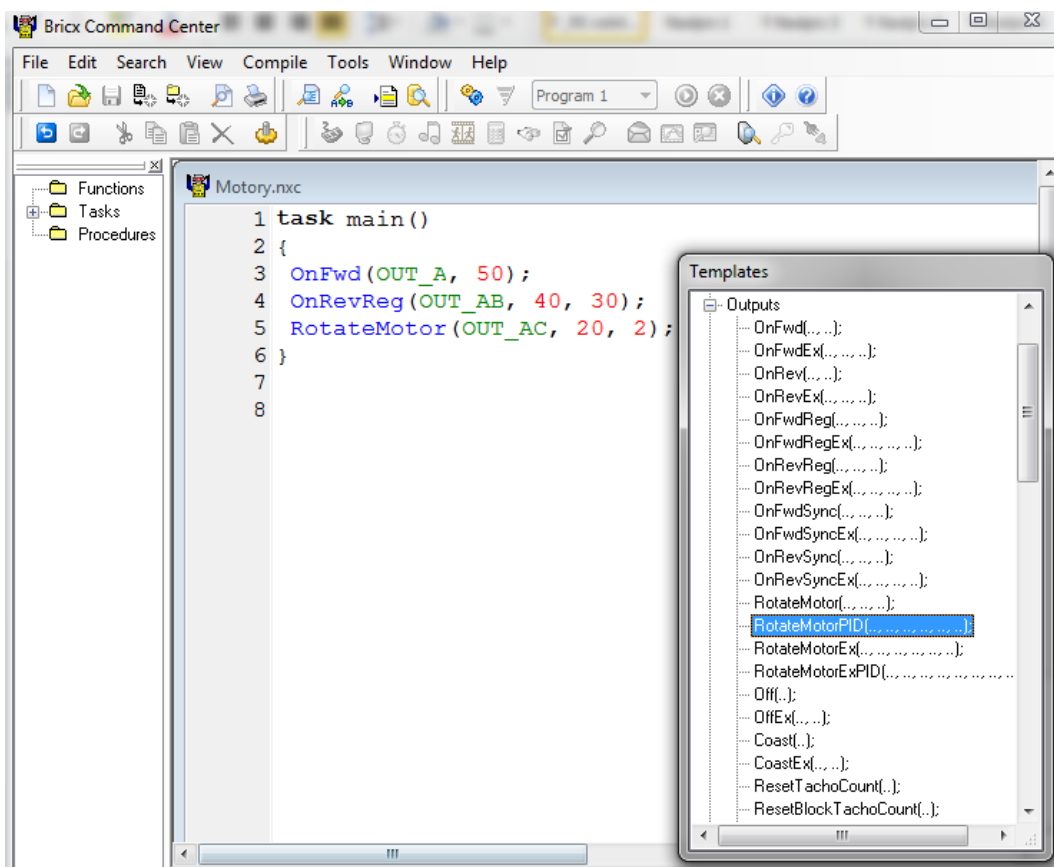 Bricx Command Center
File Edit Search View Compile Tools Window Help
Program 1
Functions
Tasks
Procedures
Motory.nxc
1 task main()
2 {
3 OnFwd(OUT_A, 50);
4 OnRevReg(OUT_AB, 40, 30);
5 RotateMotor(OUT_AC, 20, 2);
6 }
7
8
Templates
Outputs
OnFwd(.., ..);
OnFwdEx(.., .., ..);
OnRev(.., ..);
OnRevEx(.., .., ..);
OnFwdReg(.., .., ..);
OnFwdRegEx(.., .., .., ..);
OnRevReg(.., .., ..);
OnRevRegEx(.., .., .., ..);
OnFwdSync(.., .., ..);
OnFwdSyncEx(.., .., .., ..);
OnRevSync(.., .., ..);
OnRevSyncEx(.., .., .., ..);
RotateMotor(.., .., ..);
RotateMotorPID(.., .., .., .., .., ..);
RotateMotorEx(.., .., .., .., .., ..);
RotateMotorExPID(.., .., .., .., .., .., .., ..
Off(..);
OffEx(.., ..);
Coast(..);
CoastEx(.., ..);
ResetTachoCount(..);
ResetBlockTachoCount(..);